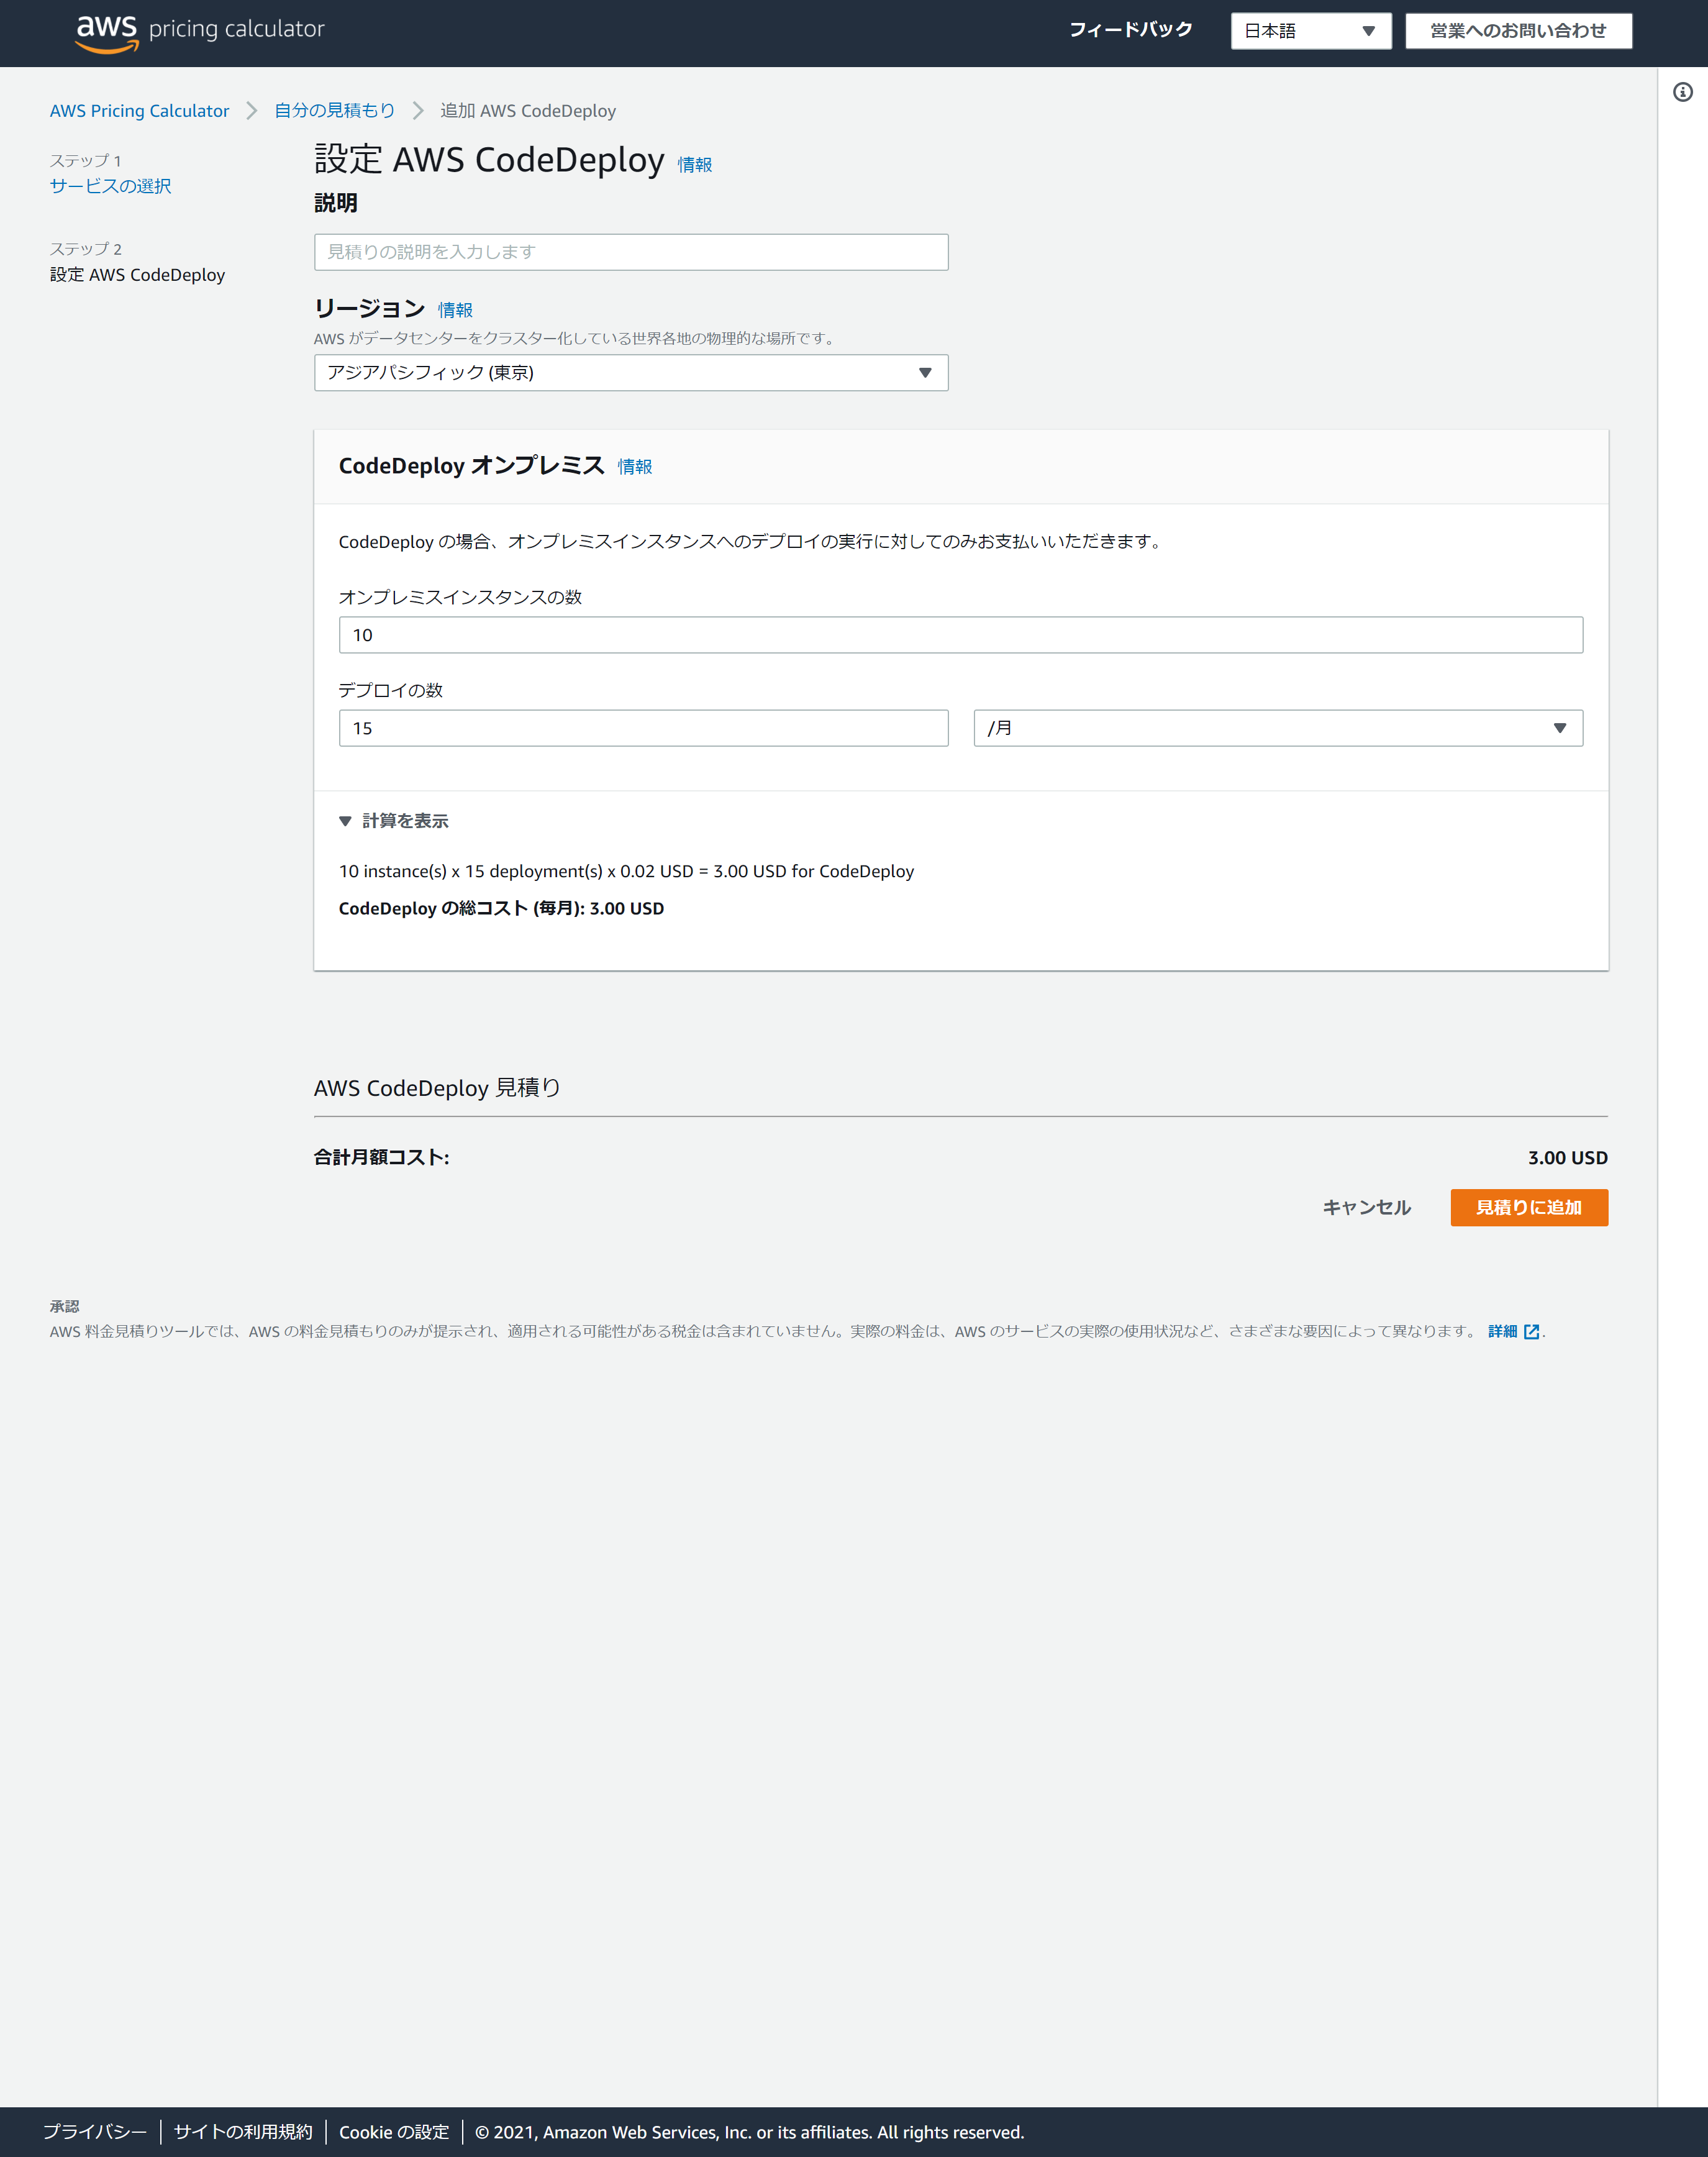 aws pricing calculator
フィードバック
日本語
営業へのお問い合わせ
AWS Pricing Calculator
自分の見積もり
追加 AWS CodeDeploy
ステップ 1
サービスの選択
ステップ 2
設定 AWS CodeDeploy
設定 AWS CodeDeploy 情報
説明
見積りの説明を入力します
リージョン 情報
AWS がデータセンターをクラスター化している世界各地の物理的な場所です。
アジアパシフィック (東京)
CodeDeploy オンプレミス 情報
CodeDeploy の場合、オンプレミスインスタンスへのデプロイの実行に対してのみお支払いいただきます。
オンプレミスインスタンスの数
10
デプロイの数
15
/月
計算を表示
10 instance(s) x 15 deployment(s) x 0.02 USD = 3.00 USD for CodeDeploy
CodeDeploy の総コスト (毎月): 3.00 USD
AWS CodeDeploy 見積り
合計月額コスト: 3.00 USD
キャンセル
見積りに追加
承認
AWS 料金見積りツールでは、AWS の料金見積もりのみが提示され、適用される可能性がある税金は含まれていません。実際の料金は、AWS のサービスの実際の使用状況など、さまざまな要因によって異なります。 詳細 .
プライバシー
サイトの利用規約
Cookie の設定
© 2021, Amazon Web Services, Inc. or its affiliates. All rights reserved.